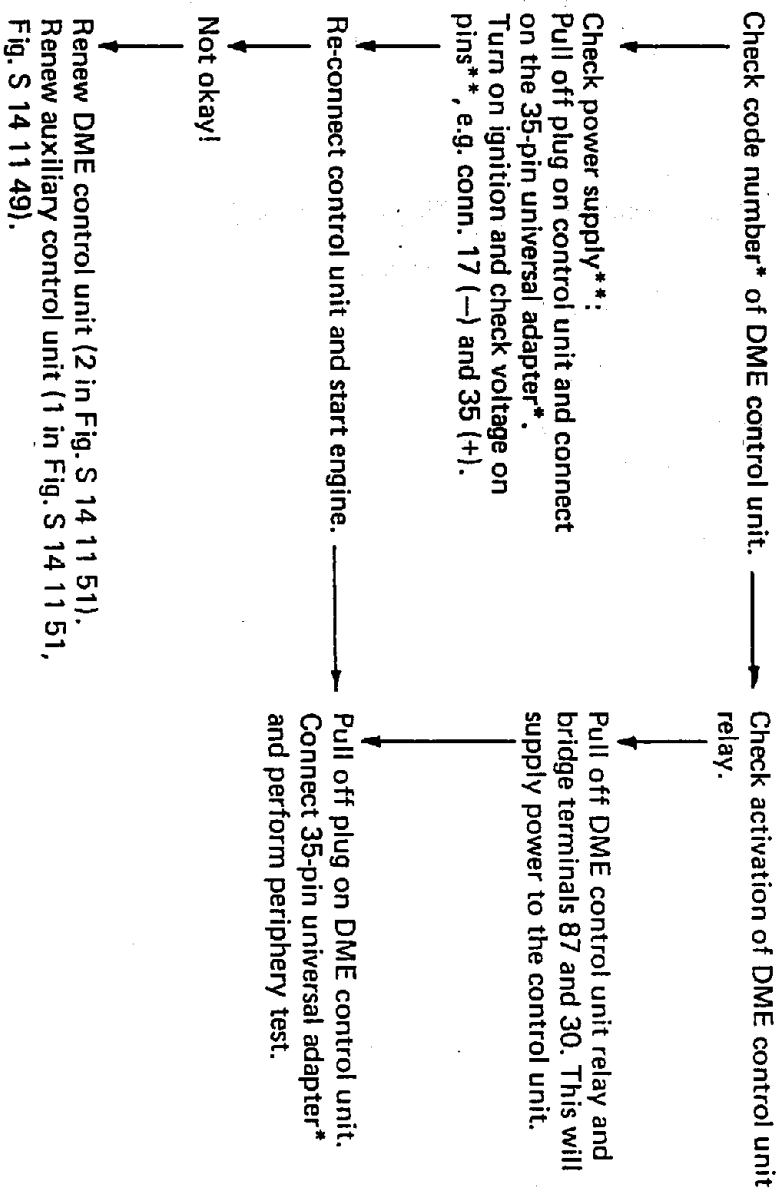 Check code number* of DME control unit.
Check activation of DME control unit
relay.
Check power supply**:
Pull off plug on control unit and connect
on the 35-pin universal adapter*.
Turn on ignition and check voltage on
pins**, e.g. conn. 17 (−) and 35 (+).
Pull off DME control unit relay and
bridge terminals 87 and 30. This will
supply power to the control unit.
Re-connect control unit and start engine.
Pull off plug on DME control unit.
Connect 35-pin universal adapter*
and perform periphery test.
Not okay!
Renew DME control unit (2 in Fig. S 14 11 51).
Renew auxiliary control unit (1 in Fig. S 14 11 51,
Fig. S 14 11 49).